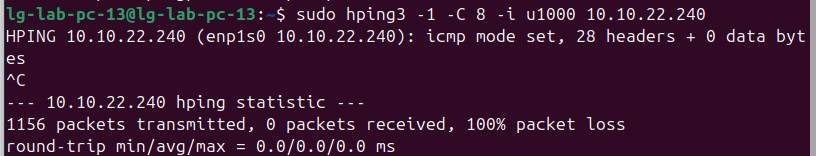 lg-lab-pc-13@lg-lab-pc-13:~$ sudo hping3 -1 -C 8 -i u1000 10.10.22.240
HPING 10.10.22.240 (enp1s0 10.10.22.240): icmp mode set, 28 headers + 0 data byt
es
^C
--- 10.10.22.240 hping statistic ---
1156 packets transmitted, 0 packets received, 100% packet loss
round-trip min/avg/max = 0.0/0.0/0.0 ms